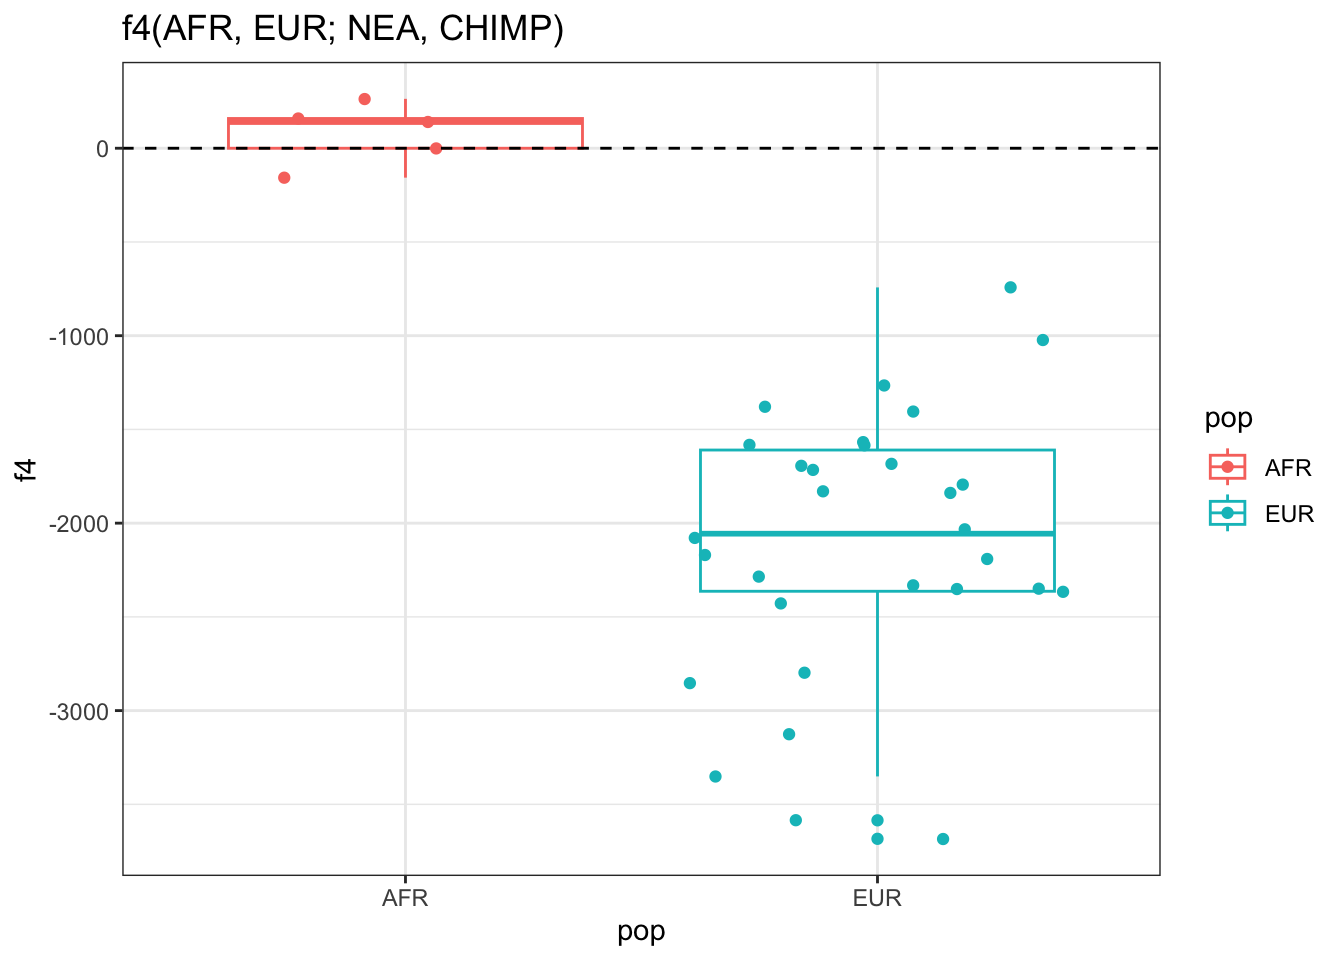 f4(AFR, EUR; NEA, CHIMP)
0
-1000
-2000
-3000
f4
AFR
EUR
pop
pop
AFR
EUR